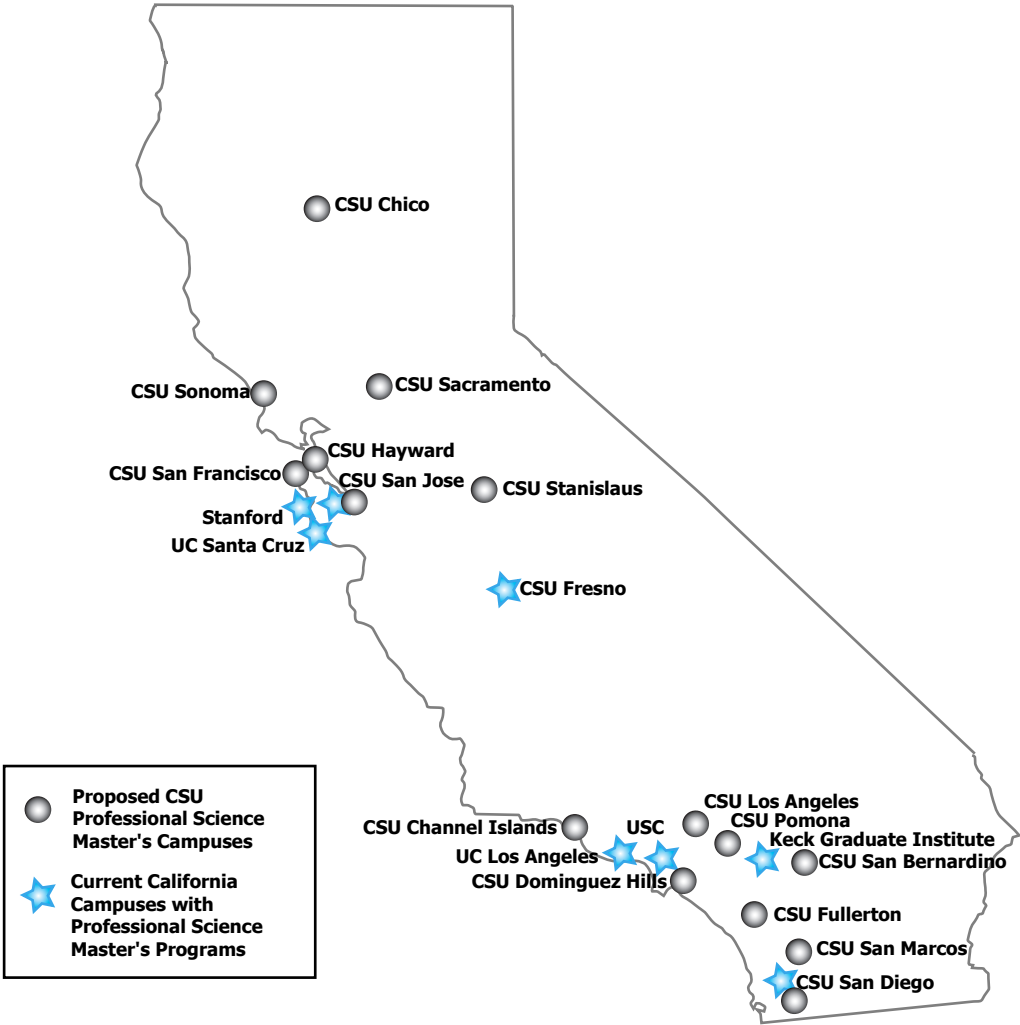 CSU Chico
CSU Sonoma
CSU Sacramento
CSU Hayward
CSU San Francisco
CSU San Jose
CSU Stanislaus
Stanford
UC Santa Cruz
CSU Fresno
Proposed CSU
Professional Science
Master's Campuses
Current California
Campuses with
Professional Science
Master's Programs
CSU Los Angeles
CSU Pomona
CSU Channel Islands
USC
Keck Graduate Institute
UC Los Angeles
CSU San Bernardino
CSU Dominguez Hills
CSU Fullerton
CSU San Marcos
CSU San Diego